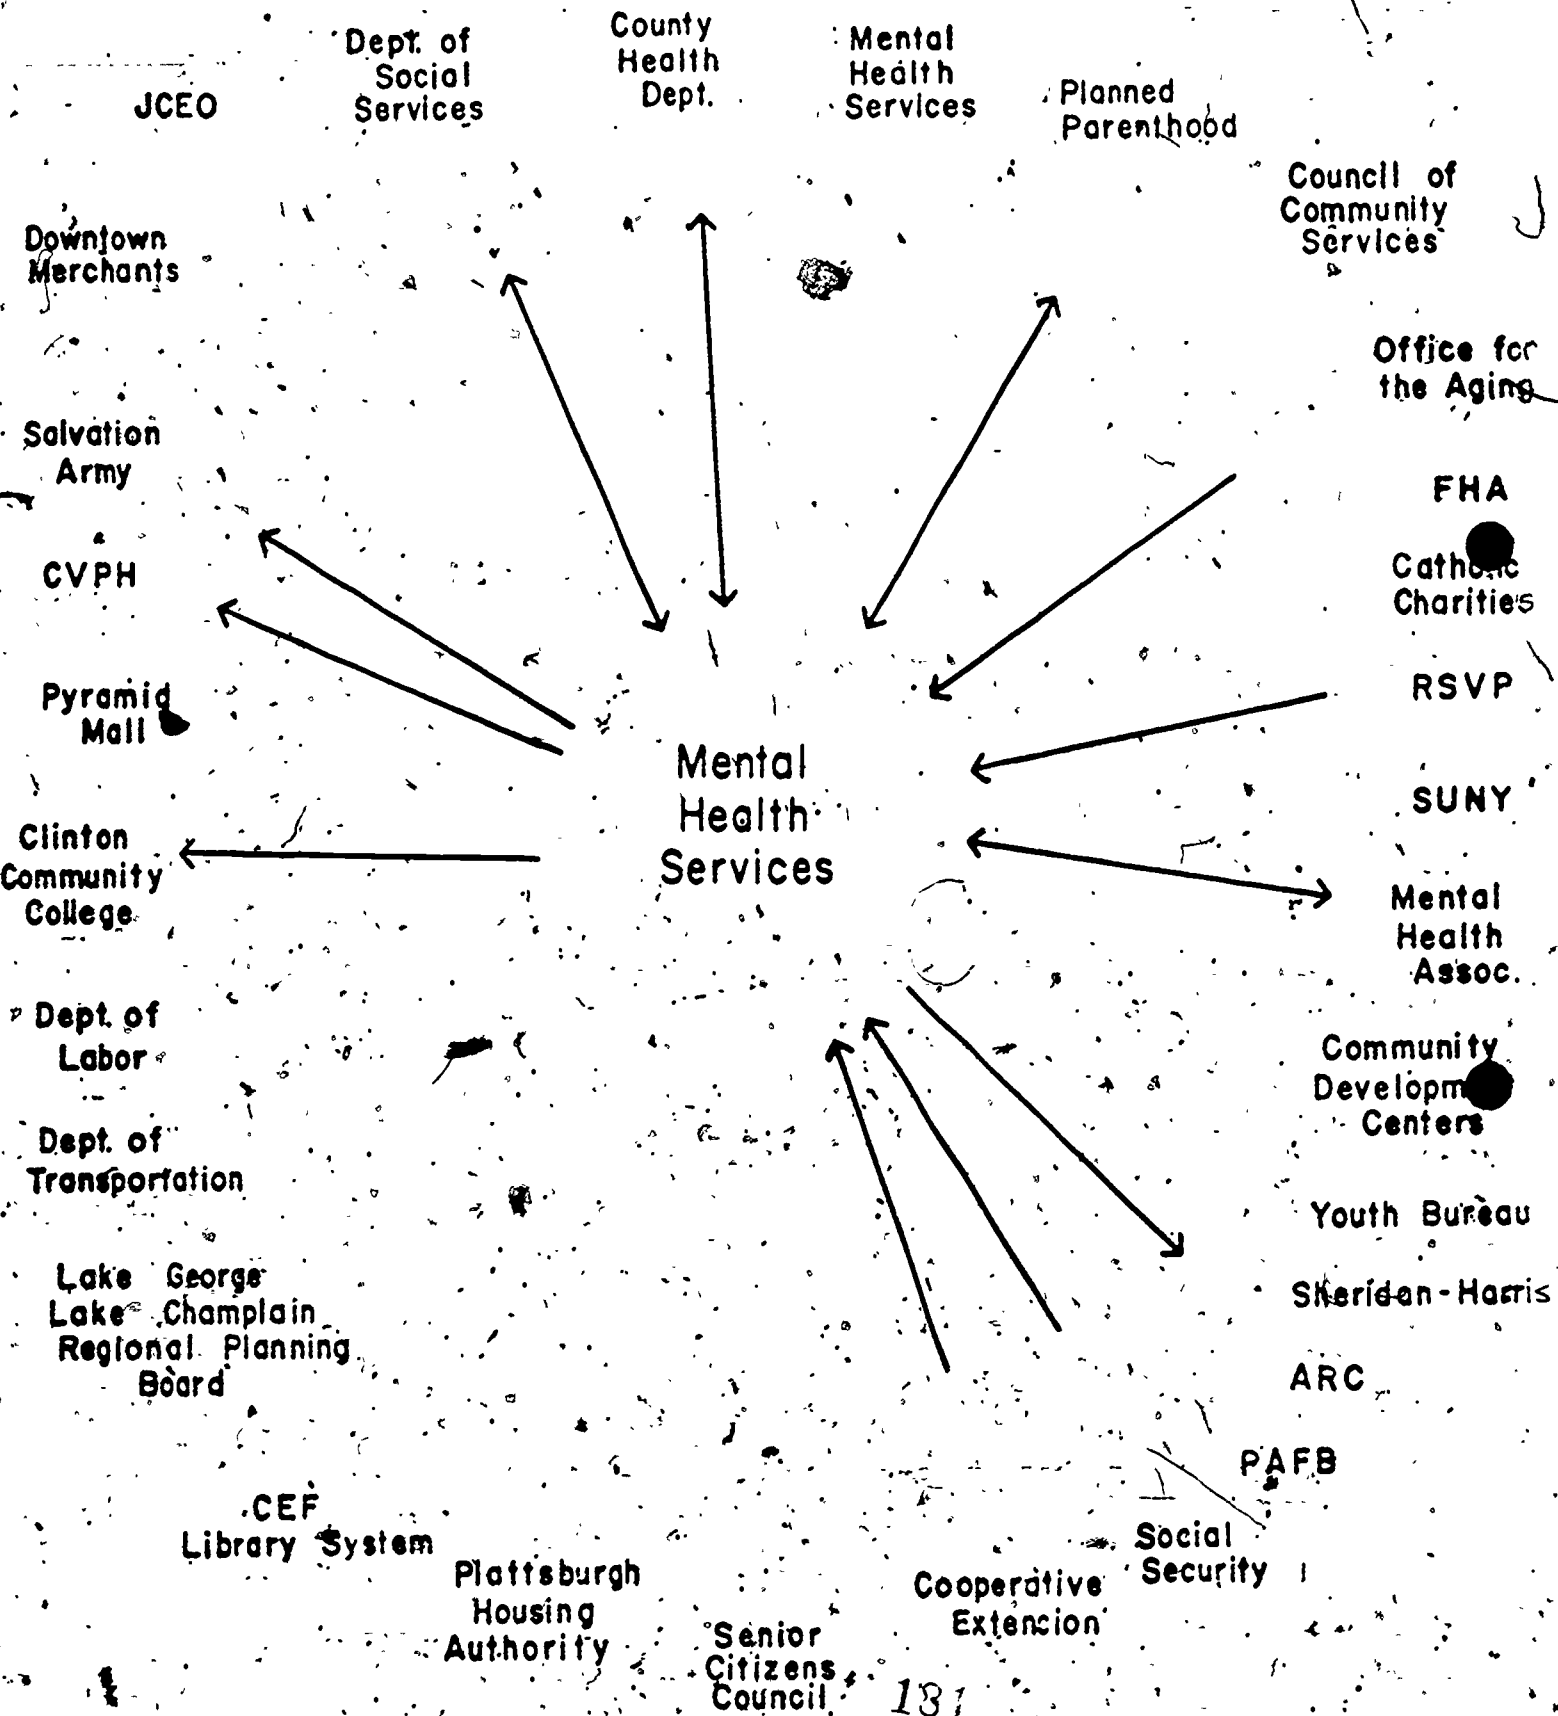 JCEO
Dept. of
Social
Services
County
Health
Dept.
Mental
Health
Services
Planned
Parenthood
Council of
Community
Services
Office for
the Aging
FHA
Catholic
Charities
RSVP
SUNY
Mental
Health
Assoc.
Community
Developm
Centers
Youth Bureau
Sheridan-Harris
ARC
PAFB
Social
Security
Cooperative
Extencion
Senior
Citizens
Council
Plattsburgh
Housing
Authority
CEF
Library System
Lake George
Lake Champlain
Regional Planning
Board
Dept. of
Transportation
Dept. of
Labor
Clinton
Community
College
Pyramid
Mall
CVPH
Salvation
Army
Downtown
Merchants
Mental
Health
Services
181